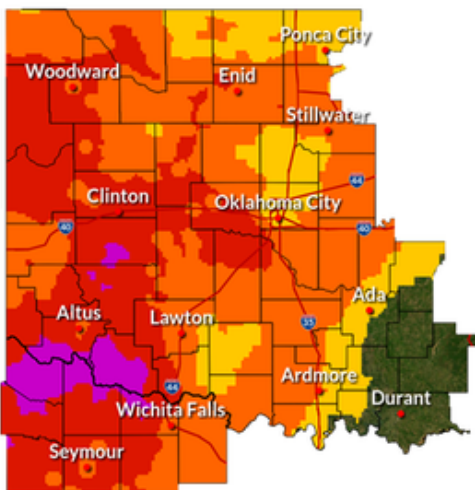 Ponca City
Woodward
Enid
Stillwater
Clinton
44
Oklahoma City
40
40
Ada
Altus
Lawton
35
Ardmore
44
Durant
Wichita Falls
Seymour